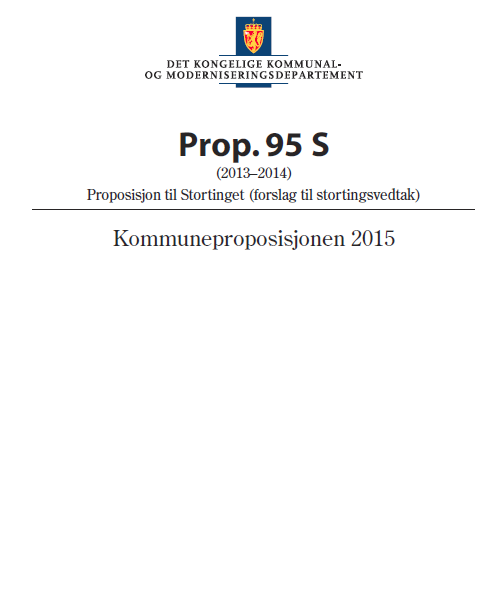 DET KONGELIGE KOMMUNAL-
OG MODERNISERINGSDEPARTEMENT
Prop. 95 S
(2013–2014)
Proposisjon til Stortinget (forslag til stortingsvedtak)
Kommuneproposisjonen 2015